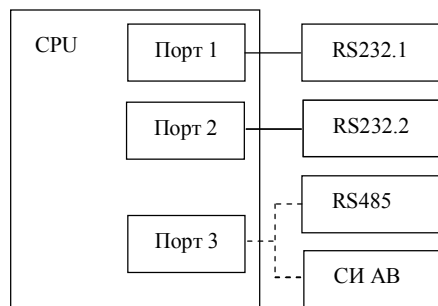 CPU
Порт 1
RS232.1
Порт 2
RS232.2
RS485
Порт 3
СИ АВ